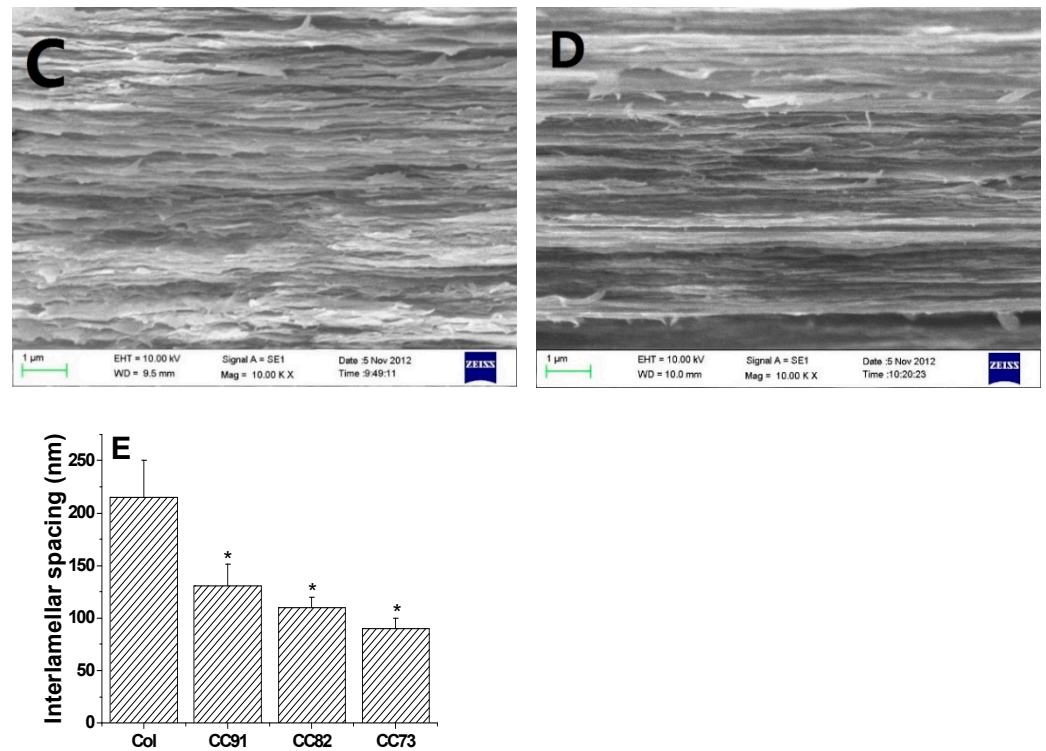 C
1 µm
EHT = 10.00 kV
Signal A = SE1
Date :5 Nov 2012
WD = 9.5 mm
Mag = 10.00 K X
Time :9:49:11
ZEISS
D
1 µm
EHT = 10.00 kV
Signal A = SE1
Date :5 Nov 2012
WD = 10.0 mm
Mag = 10.00 K X
Time :10:20:23
ZEISS
E
Interlamellar spacing (nm)
250
200
150
100
50
0
*
*
*
Col CC91 CC82 CC73